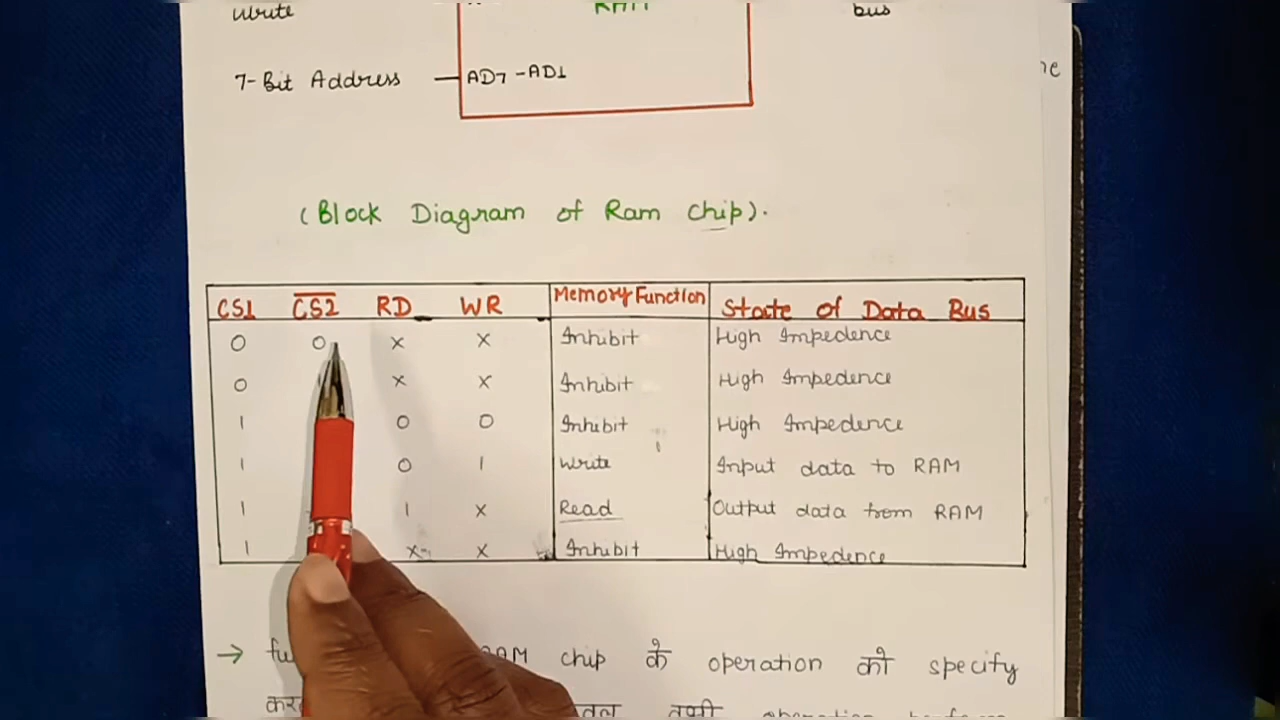 Write RAM bus
7-Bit Address AD7-AD1
(Block Diagram of Ram chip).
CS1 C̅S̅2̅ RD WR Memory Function State of Data Bus
0 0 x x Inhibit High Impedence
0 x x Inhibit High Impedence
1 0 0 Inhibit High Impedence
1 0 1 Write Input data to RAM
1 1 x Read Output data from RAM
1 x x Inhibit High Impedence
→ RAM chip के operation को specify